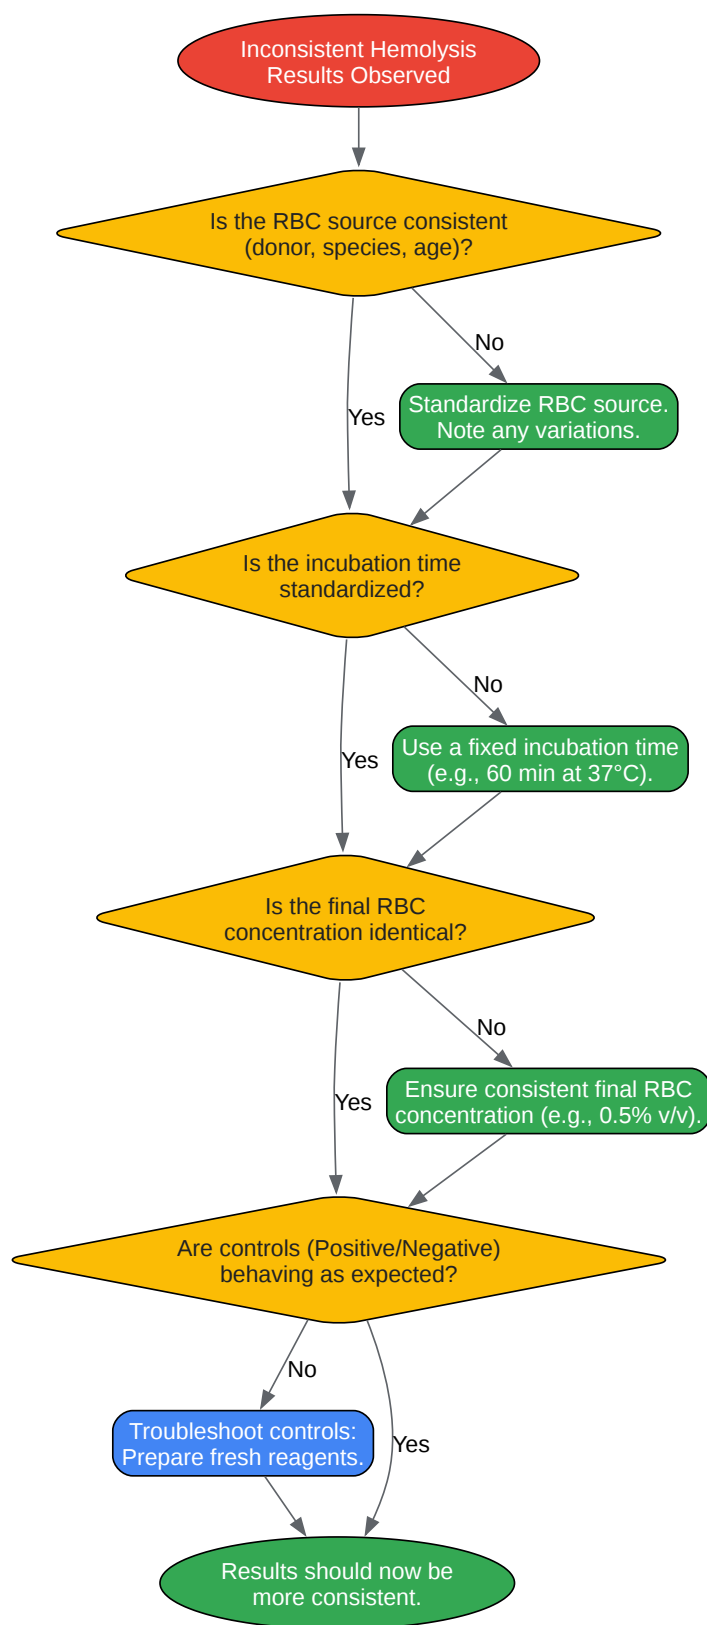 Inconsistent Hemolysis
Results Observed
Is the RBC source consistent
(donor, species, age)?
No
Standardize RBC source.
Note any variations.
Yes
Is the incubation time
standardized?
No
Use a fixed incubation time
(e.g., 60 min at 37°C).
Yes
Is the final RBC
concentration identical?
No
Ensure consistent final RBC
concentration (e.g., 0.5% v/v).
Yes
Are controls (Positive/Negative)
behaving as expected?
No
Troubleshoot controls:
Prepare fresh reagents.
Yes
Results should now be
more consistent.